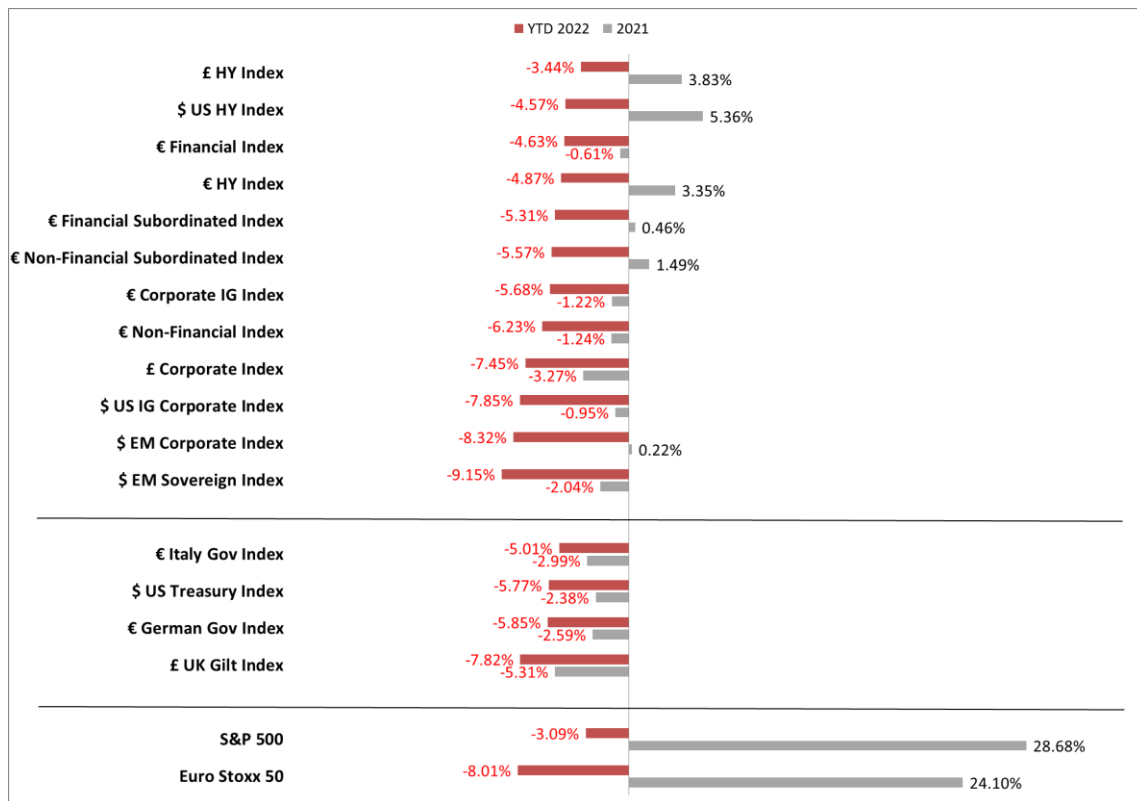 YTD 2022 2021
£ HY Index -3.44% 3.83%
$ US HY Index -4.57% 5.36%
€ Financial Index -4.63% -0.61%
€ HY Index -4.87% 3.35%
€ Financial Subordinated Index -5.31% 0.46%
€ Non-Financial Subordinated Index -5.57% 1.49%
€ Corporate IG Index -5.68% -1.22%
€ Non-Financial Index -6.23% -1.24%
£ Corporate Index -7.45% -3.27%
$ US IG Corporate Index -7.85% -0.95%
$ EM Corporate Index -8.32% 0.22%
$ EM Sovereign Index -9.15% -2.04%
€ Italy Gov Index -5.01% -2.99%
$ US Treasury Index -5.77% -2.38%
€ German Gov Index -5.85% -2.59%
£ UK Gilt Index -7.82% -5.31%
S&P 500 -3.09% 28.68%
Euro Stoxx 50 -8.01% 24.10%